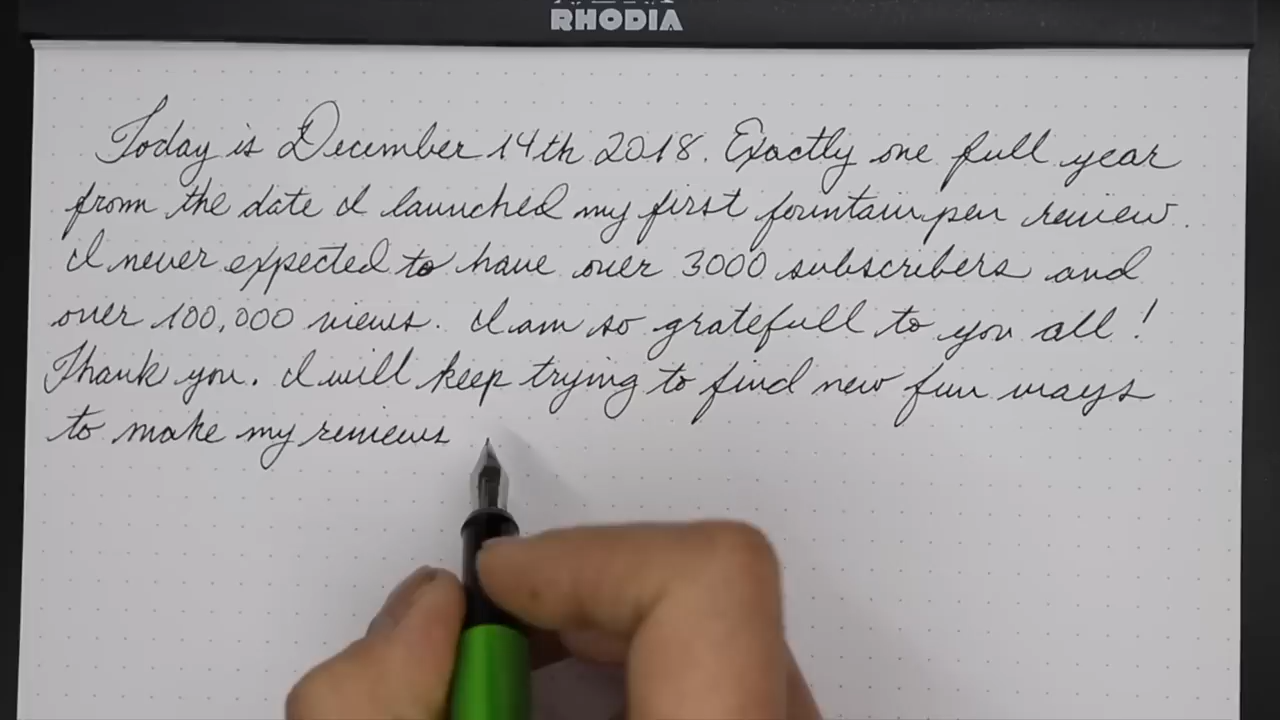 RHODIA
Today is December 14th 2018. Exactly one full year
from the date I launched my first fountain pen review.
I never expected to have over 3000 subscribers and
over 100,000 views. I am so gratefull to you all!
Thank you. I will keep trying to find new fun ways
to make my reviews